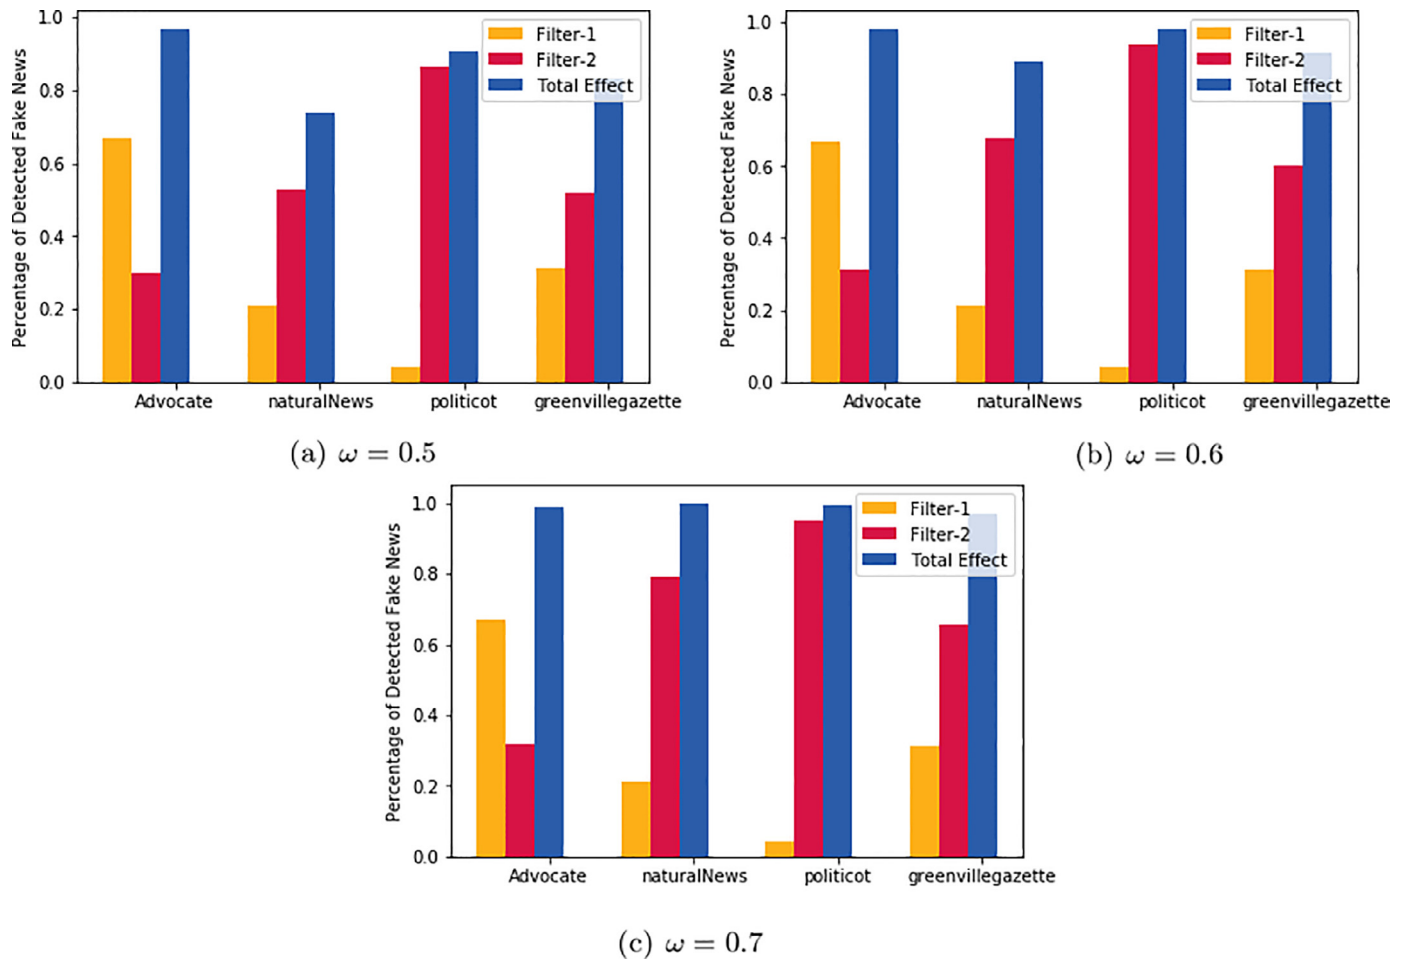 Percentage of Detected Fake News
1.0
0.8
0.6
0.4
0.2
0.0
Filter-1
Filter-2
Total Effect
Advocate naturalNews politicot greenvillegazette
(a) ω = 0.5
Percentage of Detected Fake News
1.0
0.8
0.6
0.4
0.2
0.0
Filter-1
Filter-2
Total Effect
Advocate naturalNews politicot greenvillegazette
(b) ω = 0.6
Percentage of Detected Fake News
1.0
0.8
0.6
0.4
0.2
0.0
Filter-1
Filter-2
Total Effect
Advocate naturalNews politicot greenvillegazette
(c) ω = 0.7